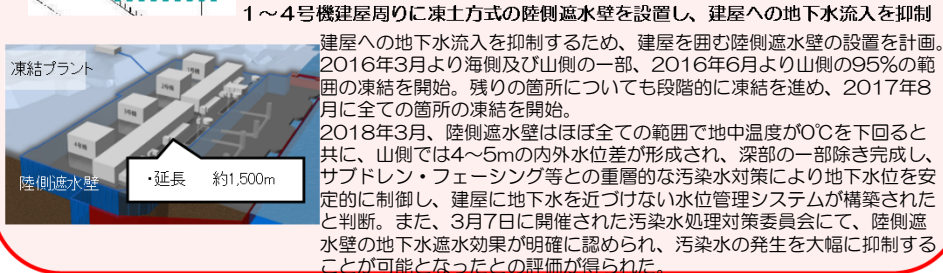 1～4号機建屋周りに凍土方式の陸側遮水壁を設置し、建屋への地下水流入を抑制
建屋への地下水流入を抑制するため、建屋を囲む陸側遮水壁の設置を計画。
2016年3月より海側及び山側の一部、2016年6月より山側の95%の範
囲の凍結を開始。残りの箇所についても段階的に凍結を進め、2017年8
月に全ての箇所の凍結を開始。
2018年3月、陸側遮水壁はほぼ全ての範囲で地中温度が0℃を下回ると
共に、山側では4～5mの内外水位差が形成され、深部の一部除き完成し、
サブドレン・フェーシング等との重層的な汚染水対策により地下水位を安
定的に制御し、建屋に地下水を近づけない水位管理システムが構築された
と判断。また、3月7日に開催された汚染水処理対策委員会にて、陸側遮
水壁の地下水遮水効果が明確に認められ、汚染水の発生を大幅に抑制する
ことが可能となったとの評価が得られた。
凍結プラント
1号機
2号機
3号機
4号機
陸側遮水壁
・延長 約1,500m